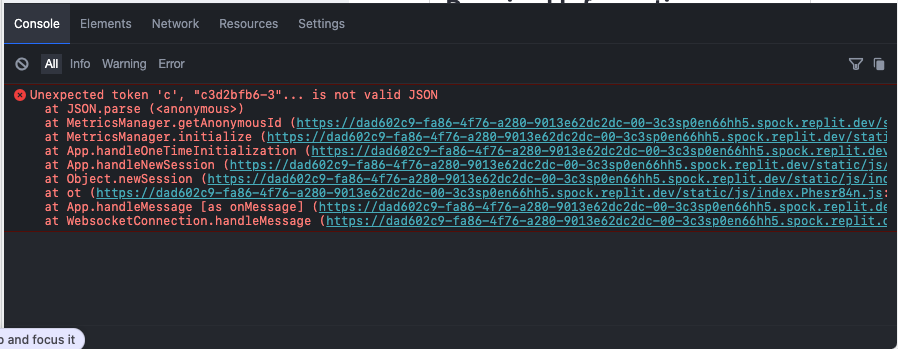 Console Elements Network Resources Settings
All Info Warning Error
Unexpected token 'c', "c3d2bfb6-3"... is not valid JSON
at JSON.parse (<anonymous>)
at MetricsManager.getAnonymousId (https://dad602c9-fa86-4f76-a280-9013e62dc2dc-00-3c3sp0en66hh5.spock.replit.dev/s
at MetricsManager.initialize (https://dad602c9-fa86-4f76-a280-9013e62dc2dc-00-3c3sp0en66hh5.spock.replit.dev/stati
at App.handleOneTimeInitialization (https://dad602c9-fa86-4f76-a280-9013e62dc2dc-00-3c3sp0en66hh5.spock.replit.dev/
at App.handleNewSession (https://dad602c9-fa86-4f76-a280-9013e62dc2dc-00-3c3sp0en66hh5.spock.replit.dev/static/js/
at Object.newSession (https://dad602c9-fa86-4f76-a280-9013e62dc2dc-00-3c3sp0en66hh5.spock.replit.dev/static/js/ind
at ot (https://dad602c9-fa86-4f76-a280-9013e62dc2dc-00-3c3sp0en66hh5.spock.replit.dev/static/js/index.Phesr84n.js:
at App.handleMessage [as onMessage] (https://dad602c9-fa86-4f76-a280-9013e62dc2dc-00-3c3sp0en66hh5.spock.replit.de
at WebsocketConnection.handleMessage (https://dad602c9-fa86-4f76-a280-9013e62dc2dc-00-3c3sp0en66hh5.spock.replit.d
and focus it